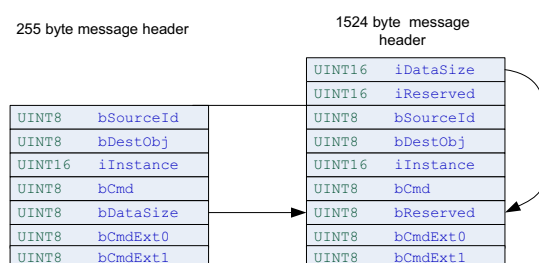 255 byte message header
1524 byte message
header
UINT16 iDataSize
UINT16 iReserved
UINT8 bSourceId
UINT8 bDestObj
UINT16 iInstance
UINT8 bCmd
UINT8 bDataSize
UINT8 bCmdExt0
UINT8 bCmdExt1
UINT8 bSourceId
UINT8 bDestObj
UINT16 iInstance
UINT8 bCmd
UINT8 bReserved
UINT8 bCmdExt0
UINT8 bCmdExt1